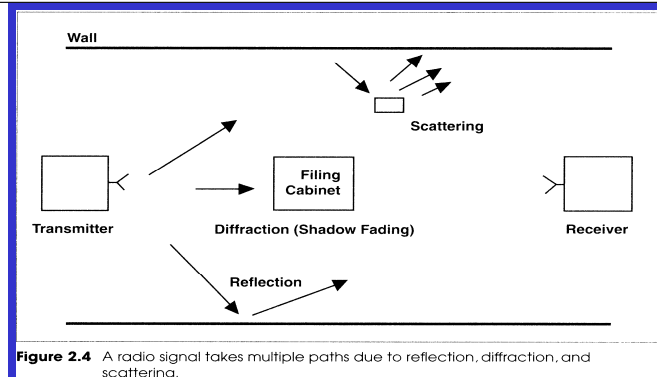 Wall
Scattering
Filing
Cabinet
Transmitter
Diffraction (Shadow Fading)
Receiver
Reflection
Figure 2.4 A radio signal takes multiple paths due to reflection, diffraction, and
scattering.